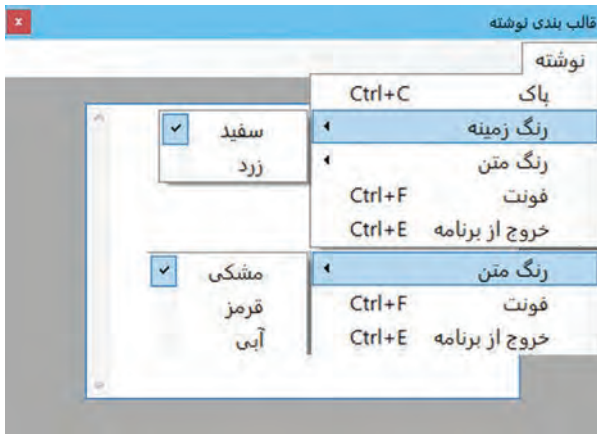 قالب بندی نوشته
نوشته
پاک Ctrl+C
رنگ زمینه
سفید
زرد
رنگ متن
فونت Ctrl+F
خروج از برنامه Ctrl+E
رنگ متن
مشکی
فونت Ctrl+F
قرمز
خروج از برنامه Ctrl+E
آبی